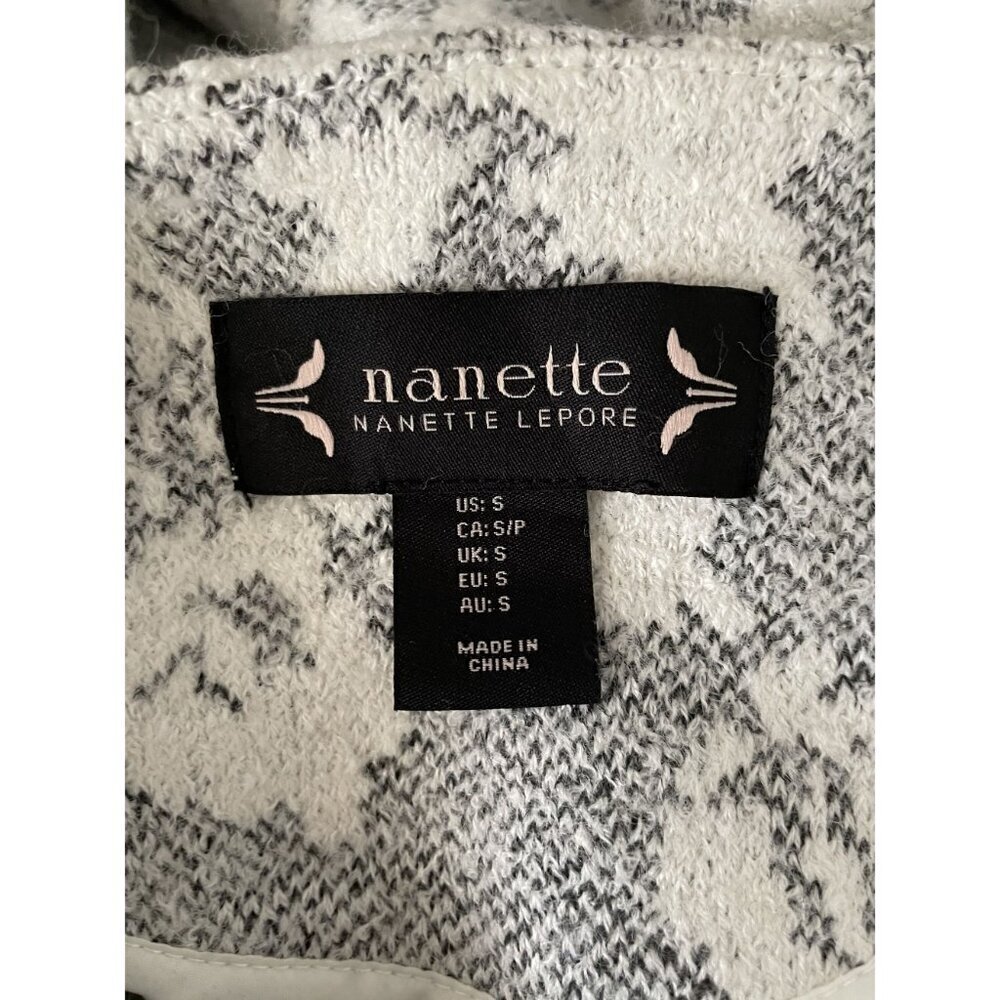 nanette
NANETTE LEPORE
US: S
CA: S/P
UK: S
EU: S
AU: S
MADE IN
CHINA